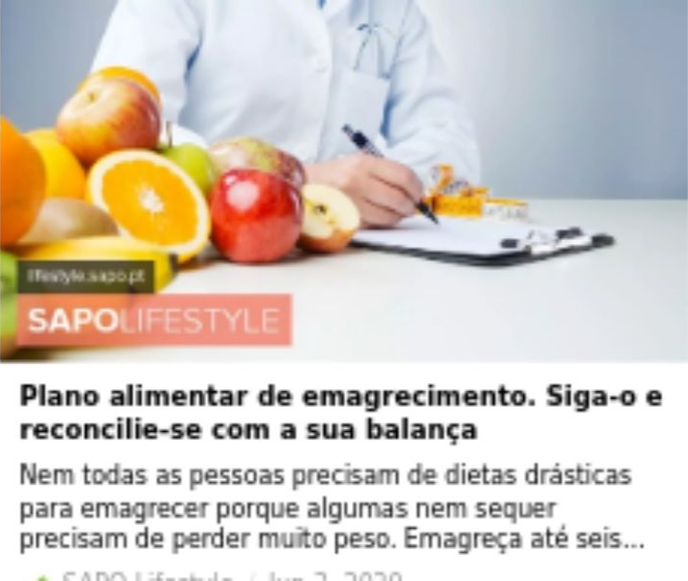 lifestyle.sapo.pt
SAPOLIFESTYLE
Plano alimentar de emagrecimento. Siga-o e
reconcilie-se com a sua balança
Nem todas as pessoas precisam de dietas drásticas
para emagrecer porque algumas nem sequer
precisam de perder muito peso. Emagreça até seis...
SAPO Lifestyle / Jun 2, 2020